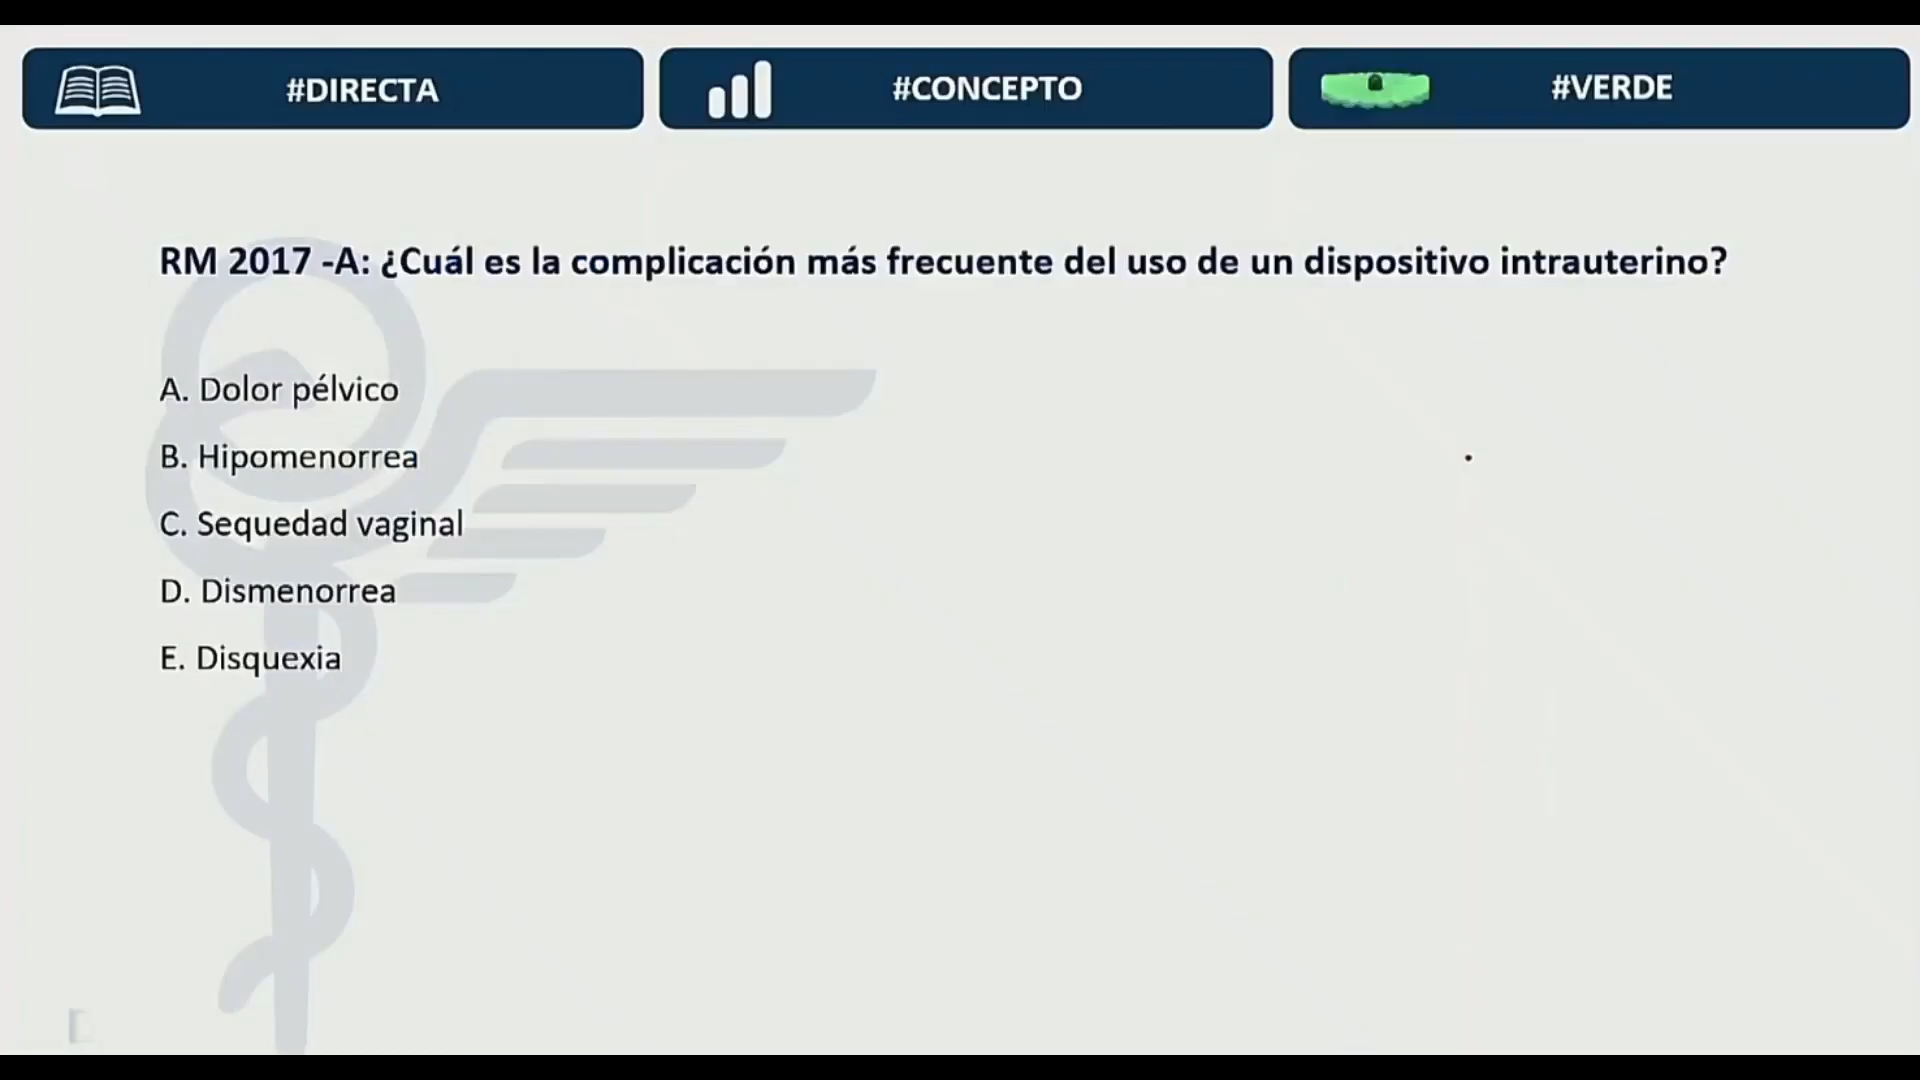 #DIRECTA
#CONCEPTO
#VERDE
RM 2017 -A: ¿Cuál es la complicación más frecuente del uso de un dispositivo intrauterino?
A. Dolor pélvico
B. Hipomenorrea
C. Sequedad vaginal
D. Dismenorrea
E. Disquexia